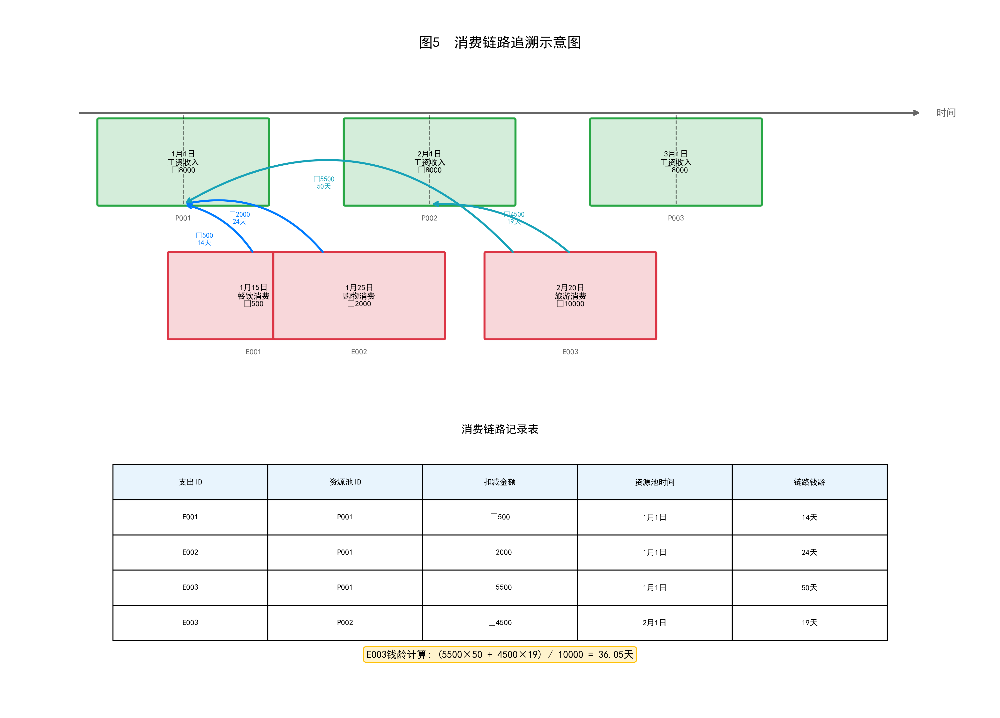 图5 消费链路追溯示意图
时间
1月1日
工资收入
□8000
2月1日
工资收入
□8000
3月1日
工资收入
□8000
□5500
50天
P001
□2000
24天
P002
□4500
19天
P003
□500
14天
1月15日
餐饮消费
□500
1月25日
购物消费
□2000
2月20日
旅游消费
□10000
E001
E002
E003
消费链路记录表
支出ID 资源池ID 扣减金额 资源池时间 链路钱龄
E001 P001 □500 1月1日 14天
E002 P001 □2000 1月1日 24天
E003 P001 □5500 1月1日 50天
E003 P002 □4500 2月1日 19天
E003钱龄计算: (5500×50 + 4500×19) / 10000 = 36.05天